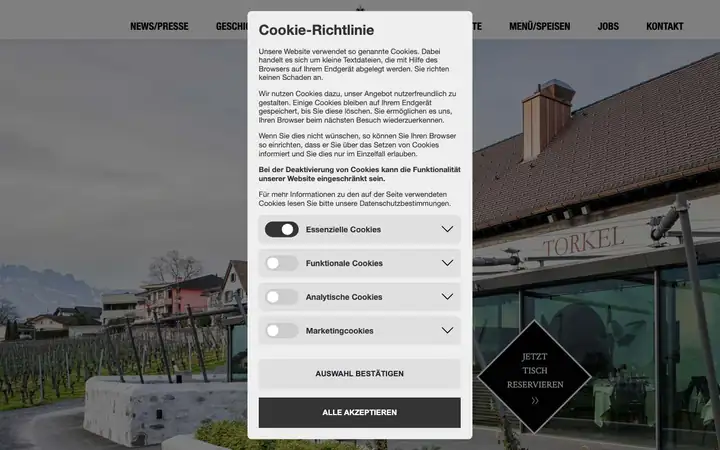 NEWS/PRESSE
MENÜ/SPEISEN
JOBS
KONTAKT
Cookie-Richtlinie
Unsere Website verwendet so genannte Cookies. Dabei
handelt es sich um kleine Textdateien, die mit Hilfe des
Browsers auf Ihrem Endgerät abgelegt werden. Sie richten
keinen Schaden an.
Wir nutzen Cookies dazu, unser Angebot nutzerfreundlich zu
gestalten. Einige Cookies bleiben auf Ihrem Endgerät
gespeichert, bis Sie diese löschen. Sie ermöglichen es uns,
Ihren Browser beim nächsten Besuch wiederzuerkennen.
Wenn Sie dies nicht wünschen, so können Sie Ihren Browser
so einrichten, dass er Sie über das Setzen von Cookies
informiert und Sie dies nur im Einzelfall erlauben.
Bei der Deaktivierung von Cookies kann die Funktionalität
unserer Website eingeschränkt sein.
Für mehr Informationen zu den auf der Seite verwendeten
Cookies lesen Sie bitte unsere Datenschutzbestimmungen.
Essenzielle Cookies
Funktionale Cookies
Analytische Cookies
Marketingcookies
AUSWAHL BESTÄTIGEN
ALLE AKZEPTIEREN
TORKEL
JETZT
TISCH
RESERVIEREN